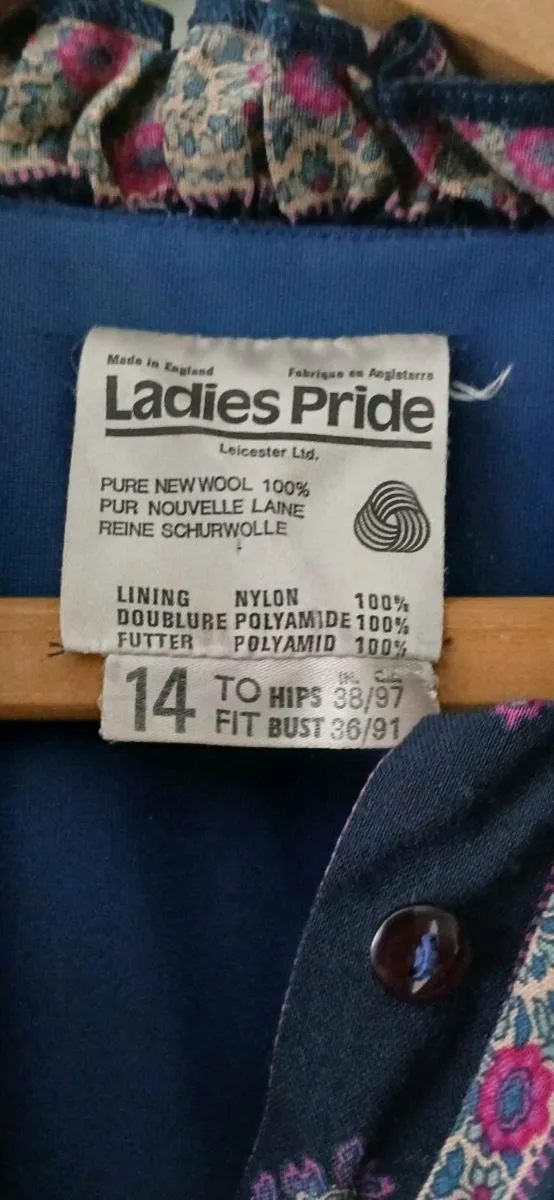 Made in England Fabrique en Angleterre
Ladies Pride
Leicester Ltd.
PURE NEW WOOL 100%
PUR NOUVELLE LAINE
REINE SCHURWOLLE
LINING NYLON 100%
DOUBLURE POLYAMIDE 100%
FUTTER POLYAMID 100%
14 TO FIT
IN.
HIPS 38/97
BUST 36/91